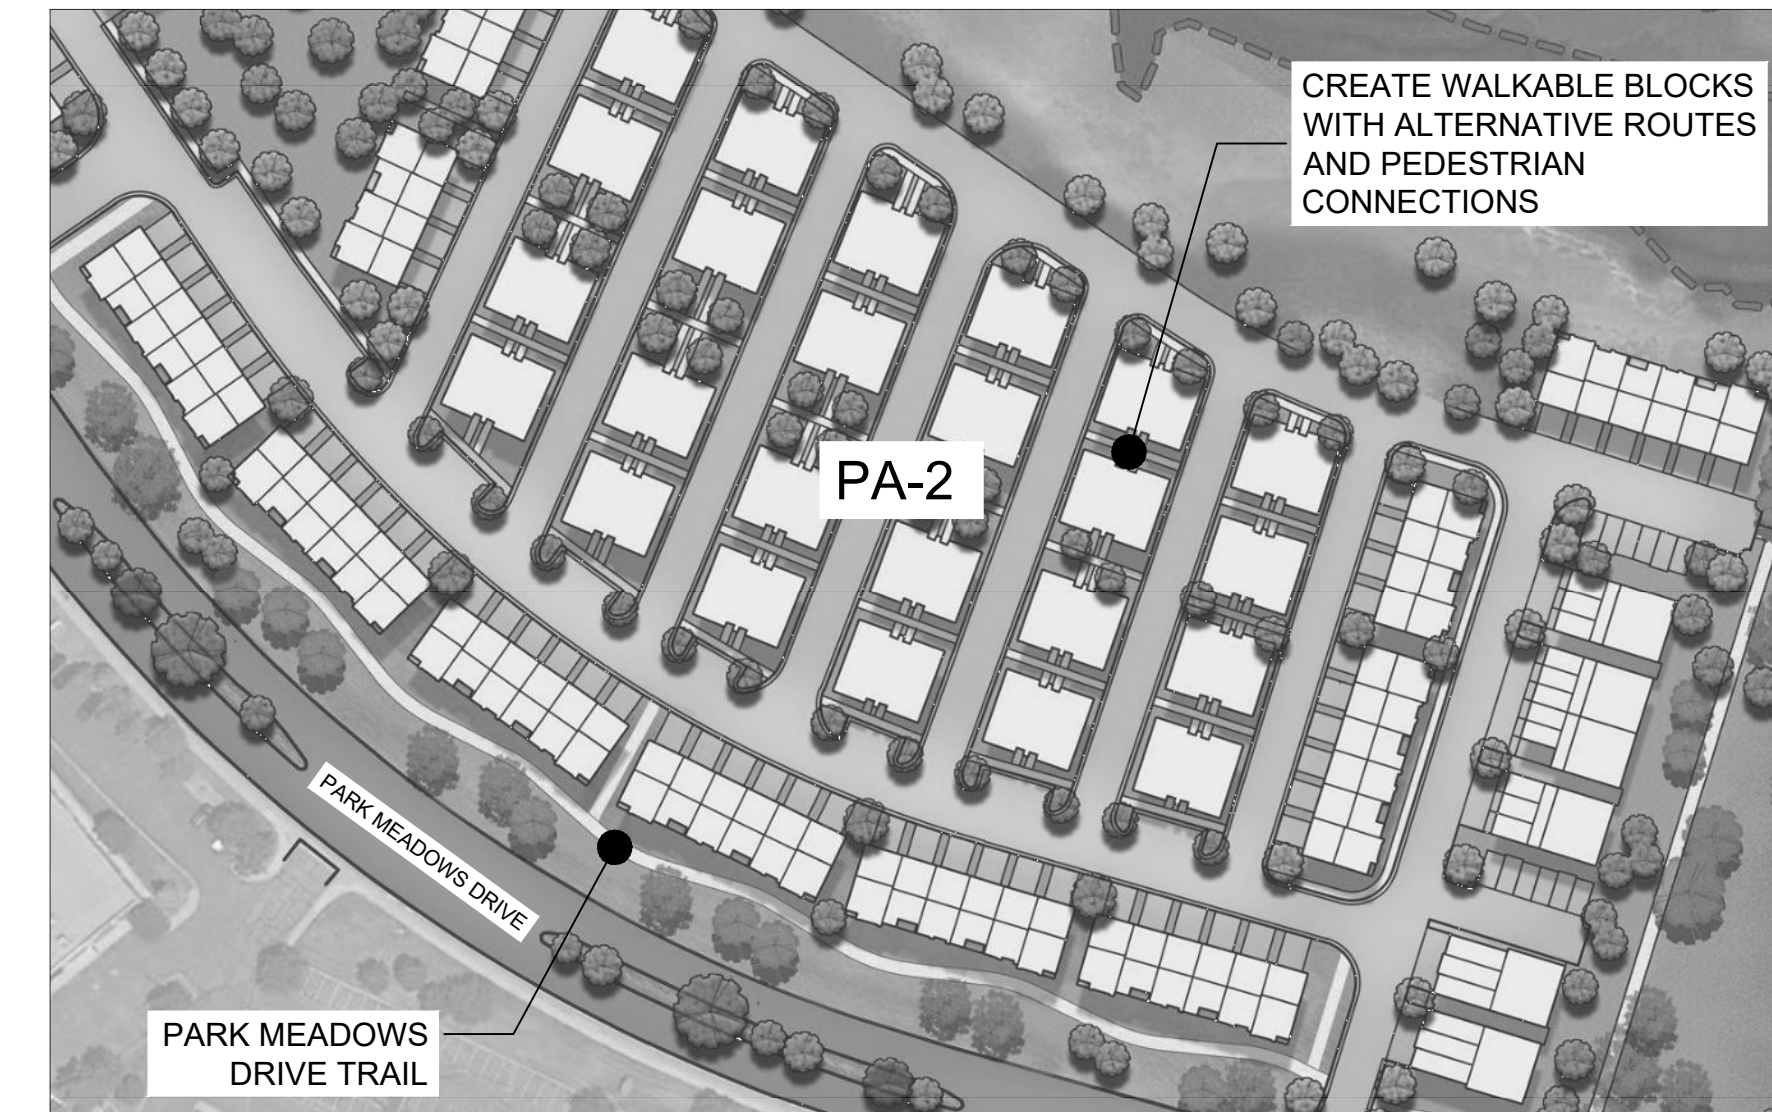 CREATE WALKABLE BLOCKS
WITH ALTERNATIVE ROUTES
AND PEDESTRIAN
CONNECTIONS
PA-2
PARK MEADOWS DRIVE
PARK MEADOWS
DRIVE TRAIL